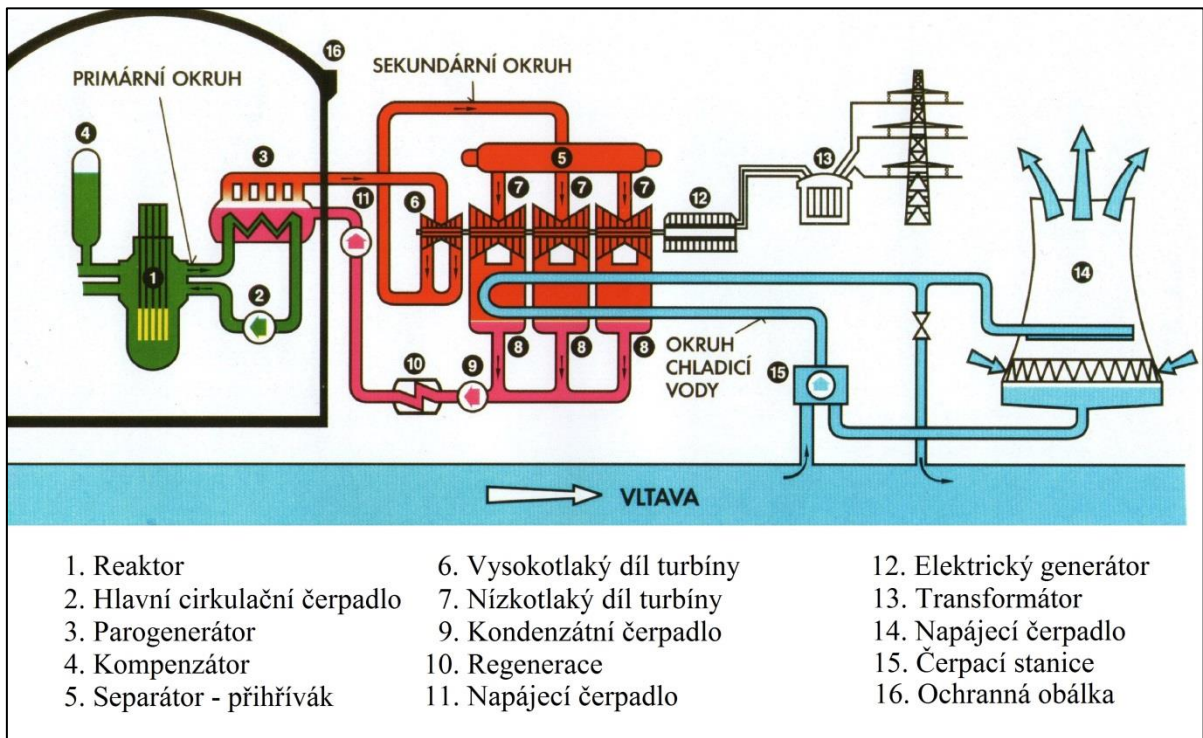 16
PRIMÁRNÍ OKRUH
SEKUNDÁRNÍ OKRUH
4
3
5
13
11
6
7
7
7
12
1
2
14
10
9
8
8
8
OKRUH
CHLADICÍ
VODY
15
VLTAVA
1. Reaktor
2. Hlavní cirkulační čerpadlo
3. Parogenerátor
4. Kompenzátor
5. Separátor - přihřívák
6. Vysokotlaký díl turbíny
7. Nízkotlaký díl turbíny
9. Kondenzátní čerpadlo
10. Regenerace
11. Napájecí čerpadlo
12. Elektrický generátor
13. Transformátor
14. Napájecí čerpadlo
15. Čerpací stanice
16. Ochranná obálka